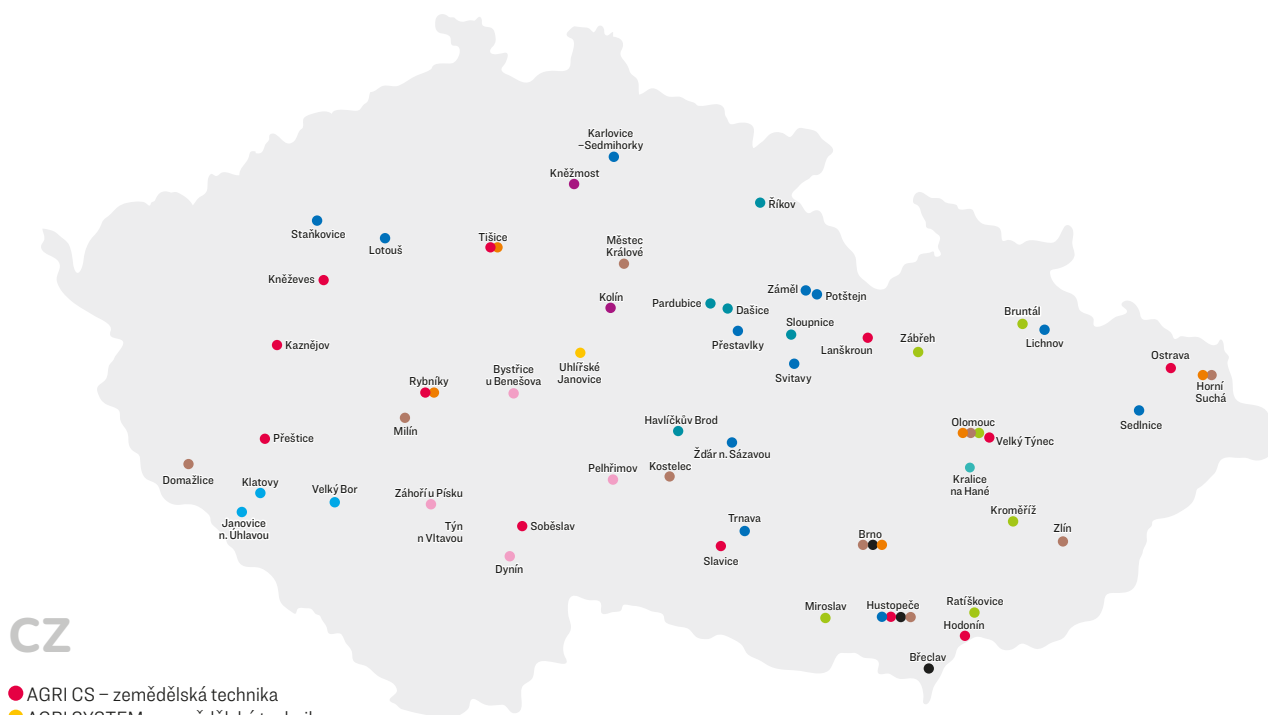 Karlovice
–Sedmihorky
Kněžmost
Říkov
Staňkovice
Lotouš
Tišice
Městec
Králové
Kněževes
Kolín
Pardubice
Dašice
Záměl
Potštejn
Sloupnice
Přestavlky
Lanškroun
Zábřeh
Bruntál
Lichnov
Kaznějov
Uhlířské
Janovice
Svitavy
Ostrava
Horní
Suchá
Rybníky
Bystřice
u Benešova
Milín
Sedlnice
Havlíčkův Brod
Žďár n. Sázavou
Olomouc
Velký Týnec
Přeštice
Domažlice
Pelhřimov
Kostelec
Kralice
na Hané
Klatovy
Velký Bor
Záhoří u Písku
Janovice
n. Úhlavou
Týn
n Vltavou
Soběslav
Trnava
Kroměříž
Zlín
Brno
Slavice
Dynín
Miroslav
Hustopeče
Ratíškovice
Hodonín
Břeclav
CZ
AGRI CS – zemědělská technika